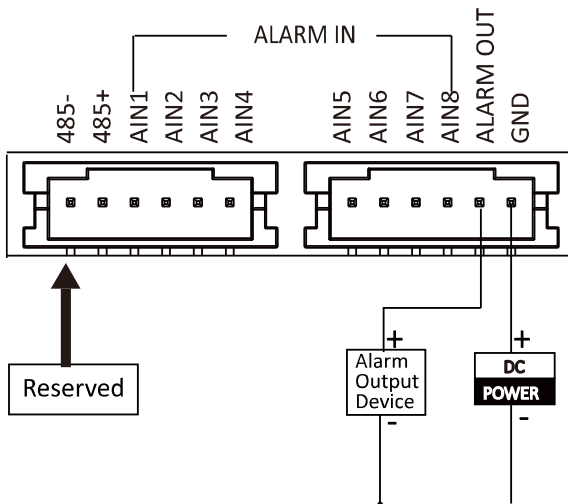 ALARM IN
485-
485+
AIN1
AIN2
AIN3
AIN4
AIN5
AIN6
AIN7
AIN8
ALARM OUT
GND
Reserved
+
Alarm
Output
Device
-
+
DC
POWER
-